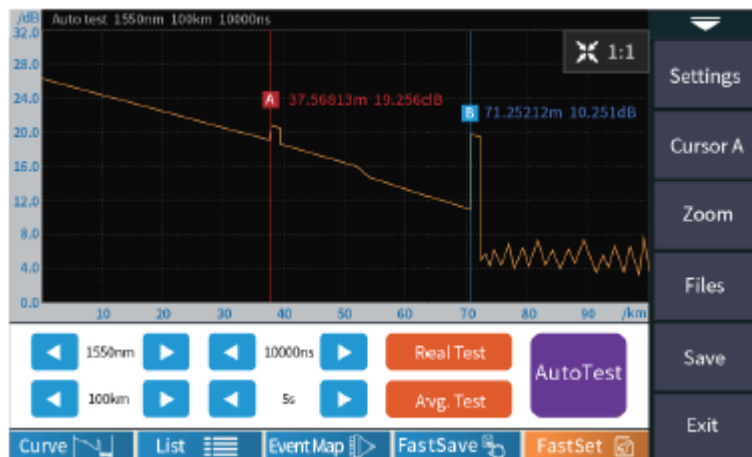 /dB Auto test 1550nm 100km 10000ns
32.0
28.0
24.0
20.0
16.0
12.0
8.0
4.0
0.0
A 37.56813m 19.256dB
B 71.25212m 10.251dB
1:1
10 20 30 40 50 60 70 80 90 /km
1550nm 10000ns Real Test
100km 5s Avg. Test
AutoTest
Curve List EventMap FastSave FastSet
Settings
Cursor A
Zoom
Files
Save
Exit